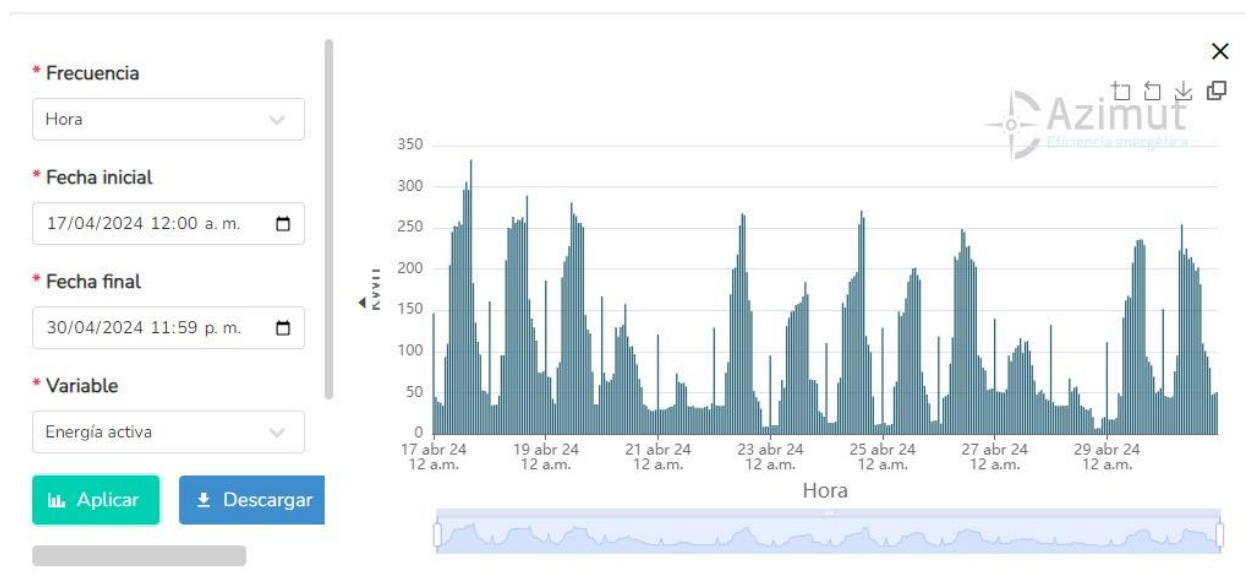 * Frecuencia
Hora
* Fecha inicial
17/04/2024 12:00 a. m.
* Fecha final
30/04/2024 11:59 p. m.
* Variable
Energía activa
Aplicar
Descargar
Azimut
Eficiencia energética
350
300
250
200
150
100
50
0
17 abr 24 19 abr 24 21 abr 24 23 abr 24 25 abr 24 27 abr 24 29 abr 24
12 a.m. 12 a.m. 12 a.m. 12 a.m. 12 a.m. 12 a.m. 12 a.m.
Hora